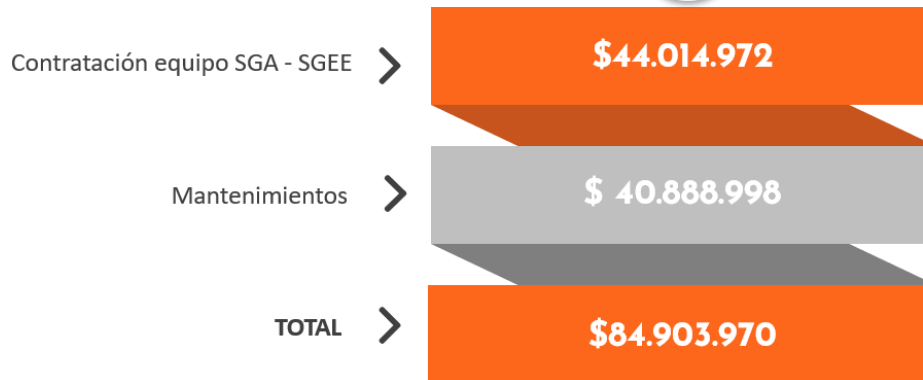 Contratación equipo SGA - SGEE $44.014.972
Mantenimientos $ 40.888.998
TOTAL $84.903.970